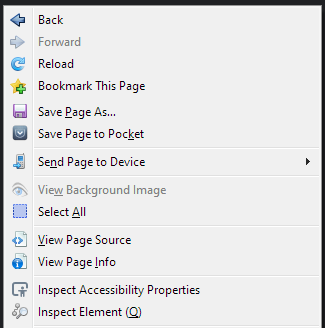 Back
Forward
Reload
Bookmark This Page
Save Page As...
Save Page to Pocket
Send Page to Device
View Background Image
Select All
View Page Source
View Page Info
Inspect Accessibility Properties
Inspect Element (Q)